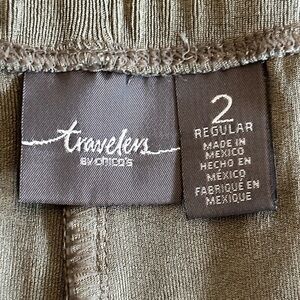 travelers
BY chico's
2
REGULAR
MADE IN
MEXICO
HECHO EN
MÉXICO
FABRIQUÉ EN
MEXIQUE